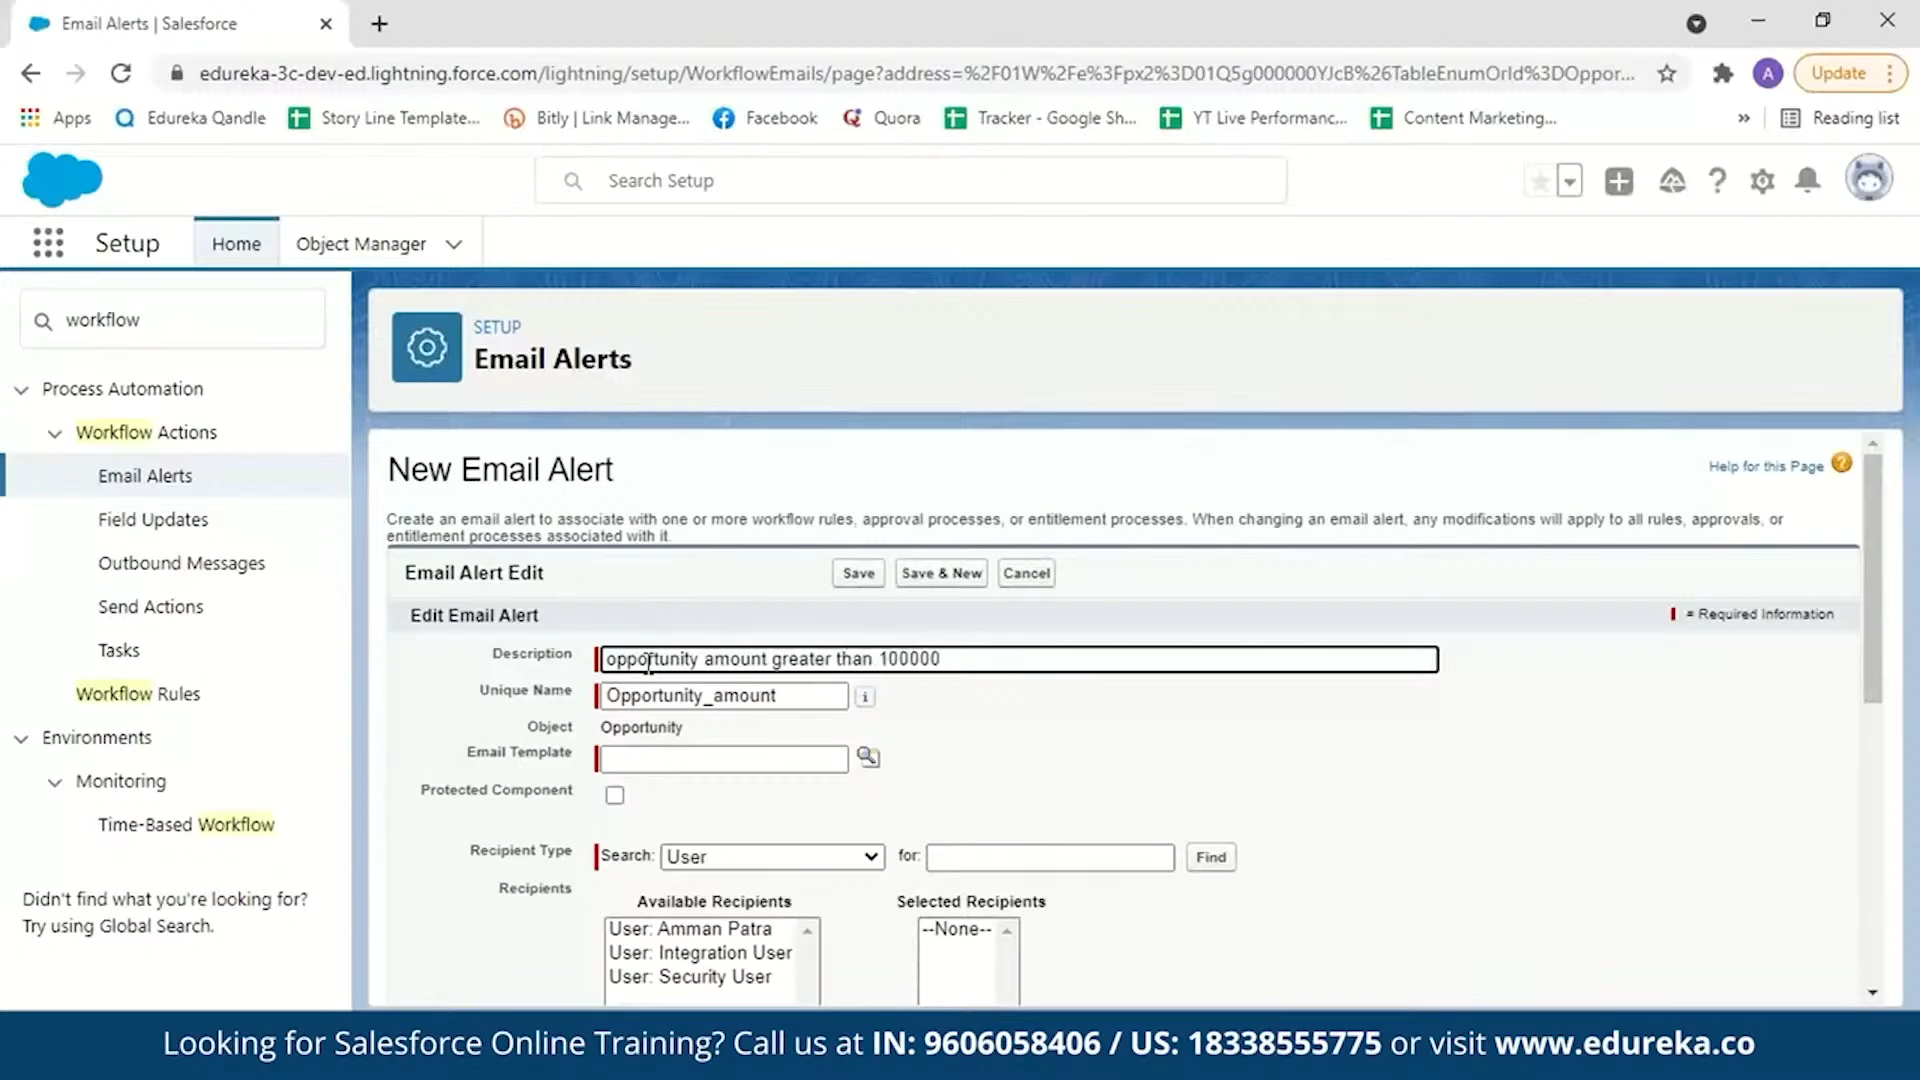 Email Alerts | Salesforce
edureka-3c-dev-ed.lightning.force.com/lightning/setup/WorkflowEmails/page?address=%2F01W%2Fe%3Fpx2%3D01Q5g000000YJcB%26TableEnumOrId%3DOppor...
A
Update
Apps
Edureka Qandle
Story Line Template...
Bitly | Link Manage...
Facebook
Quora
Tracker - Google Sh...
YT Live Performanc...
Content Marketing...
»
Reading list
Search Setup
Setup
Home
Object Manager
workflow
Process Automation
Workflow Actions
Email Alerts
Field Updates
Outbound Messages
Send Actions
Tasks
Workflow Rules
Environments
Monitoring
Time-Based Workflow
Didn't find what you're looking for?
Try using Global Search.
SETUP
Email Alerts
New Email Alert
Help for this Page
Create an email alert to associate with one or more workflow rules, approval processes, or entitlement processes. When changing an email alert, any modifications will apply to all rules, approvals, or
entitlement processes associated with it.
Email Alert Edit
Save
Save & New
Cancel
Edit Email Alert
= Required Information
Description
opportunity amount greater than 100000
Unique Name
Opportunity_amount
i
Object
Opportunity
Email Template
Protected Component
Recipient Type
Search:
User
for:
Find
Recipients
Available Recipients
Selected Recipients
User: Amman Patra
User: Integration User
User: Security User
--None--
Looking for Salesforce Online Training? Call us at IN: 9606058406 / US: 18338555775 or visit www.edureka.co